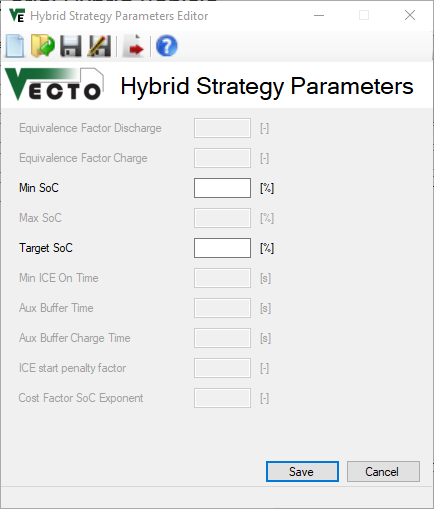 VE Hybrid Strategy Parameters Editor
VECTO Hybrid Strategy Parameters
Equivalence Factor Discharge [-]
Equivalence Factor Charge [-]
Min SoC [%]
Max SoC [%]
Target SoC [%]
Min ICE On Time [s]
Aux Buffer Time [s]
Aux Buffer Charge Time [s]
ICE start penalty factor [-]
Cost Factor SoC Exponent [-]
Save Cancel